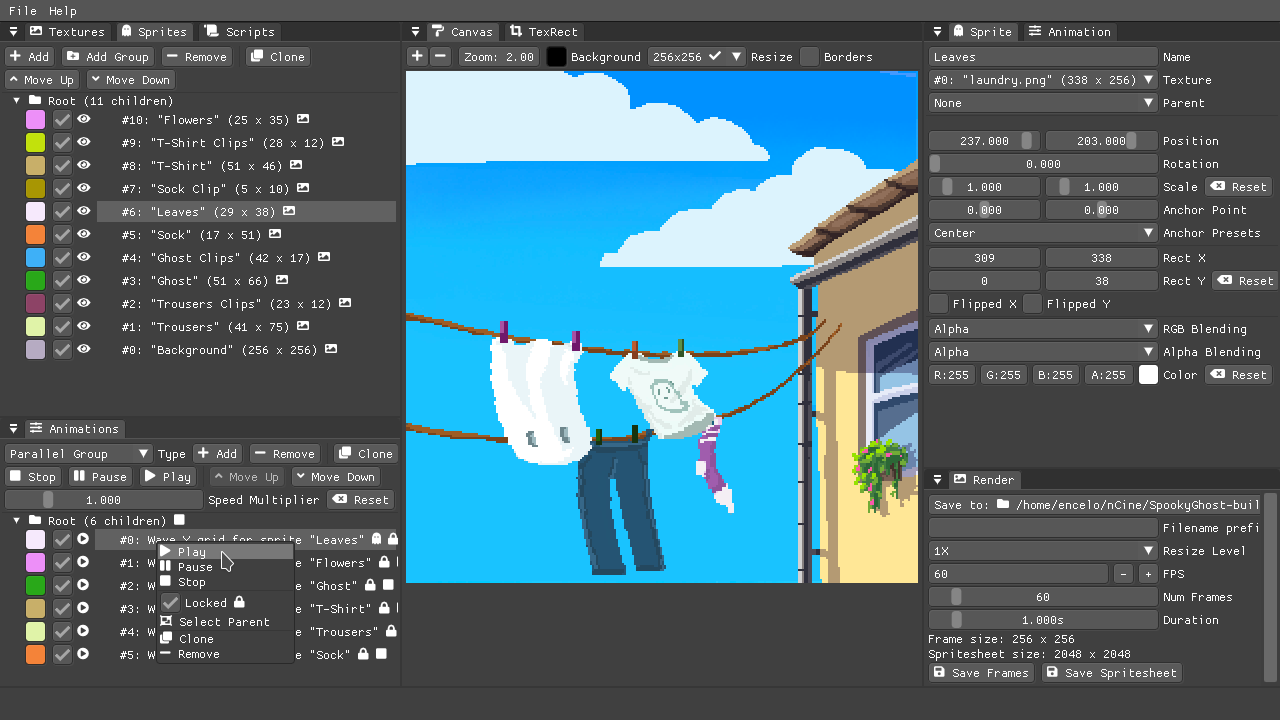 File Help
Textures Sprites Scripts
Add Add Group Remove Clone
Move Up Move Down
Root (11 children)
#10: "Flowers" (25 x 35)
#9: "T-Shirt Clips" (28 x 12)
#8: "T-Shirt" (51 x 46)
#7: "Sock Clip" (5 x 10)
#6: "Leaves" (29 x 38)
#5: "Sock" (17 x 51)
#4: "Ghost Clips" (42 x 17)
#3: "Ghost" (51 x 66)
#2: "Trousers Clips" (23 x 12)
#1: "Trousers" (41 x 75)
#0: "Background" (256 x 256)
Animations
Parallel Group Type Add Remove Clone
Stop Pause Play Move Up Move Down
1.000 Speed Multiplier Reset
Root (6 children)
#0: Wave Y grid for sprite "Leaves"
#1: W e "Flowers"
#2: W e "Ghost"
#3: W e "T-Shirt"
#4: W e "Trousers"
#5: W e "Sock"
Play
Pause
Stop
Locked
Select Parent
Clone
Remove
Canvas TexRect
+ - Zoom: 2.00 Background 256x256 Resize Borders
Sprite Animation
Leaves Name
#0: "laundry.png" (338 x 256) Texture
None Parent
237.000 203.000 Position
0.000 Rotation
1.000 1.000 Scale Reset
0.000 0.000 Anchor Point
Center Anchor Presets
309 338 Rect X
0 38 Rect Y Reset
Flipped X Flipped Y
Alpha RGB Blending
Alpha Alpha Blending
R:255 G:255 B:255 A:255 Color Reset
Render
Save to: /home/encelo/nCine/SpookyGhost-buil
Filename prefi
1X Resize Level
60 - + FPS
60 Num Frames
1.000s Duration
Frame size: 256 x 256
Spritesheet size: 2048 x 2048
Save Frames Save Spritesheet